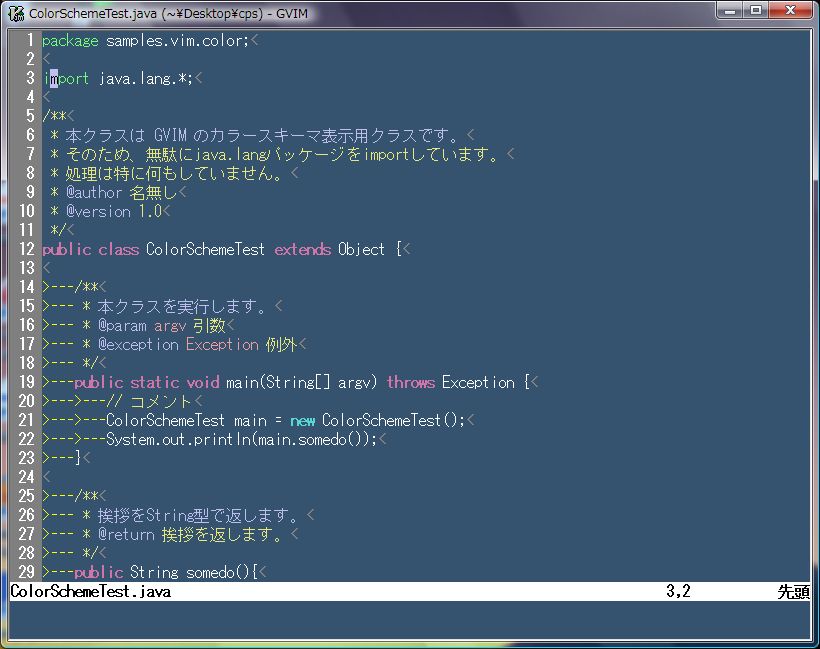 ColorSchemeTest.java (~¥Desktop¥cps) - GVIM
1 package samples.vim.color;<
2 <
3 import java.lang.*;<
4 <
5 /**<
6  * 本クラスは GVIM のカラースキーマ表示用クラスです。<
7  * そのため、無駄にjava.langパッケージをimportしています。<
8  * 処理は特に何もしていません。<
9  * @author 名無し<
10  * @version 1.0<
11  */<
12 public class ColorSchemeTest extends Object {<
13 <
14 >---/**<
15 >--- * 本クラスを実行します。<
16 >--- * @param argv 引数<
17 >--- * @exception Exception 例外<
18 >--- */<
19 >---public static void main(String[] argv) throws Exception {<
20 >--->---// コメント<
21 >--->---ColorSchemeTest main = new ColorSchemeTest();<
22 >--->---System.out.println(main.somedo());<
23 >---}<
24 <
25 >---/**<
26 >--- * 挨拶をString型で返します。<
27 >--- * @return 挨拶を返します。<
28 >--- */<
29 >---public String somedo(){<
ColorSchemeTest.java 3,2 先頭